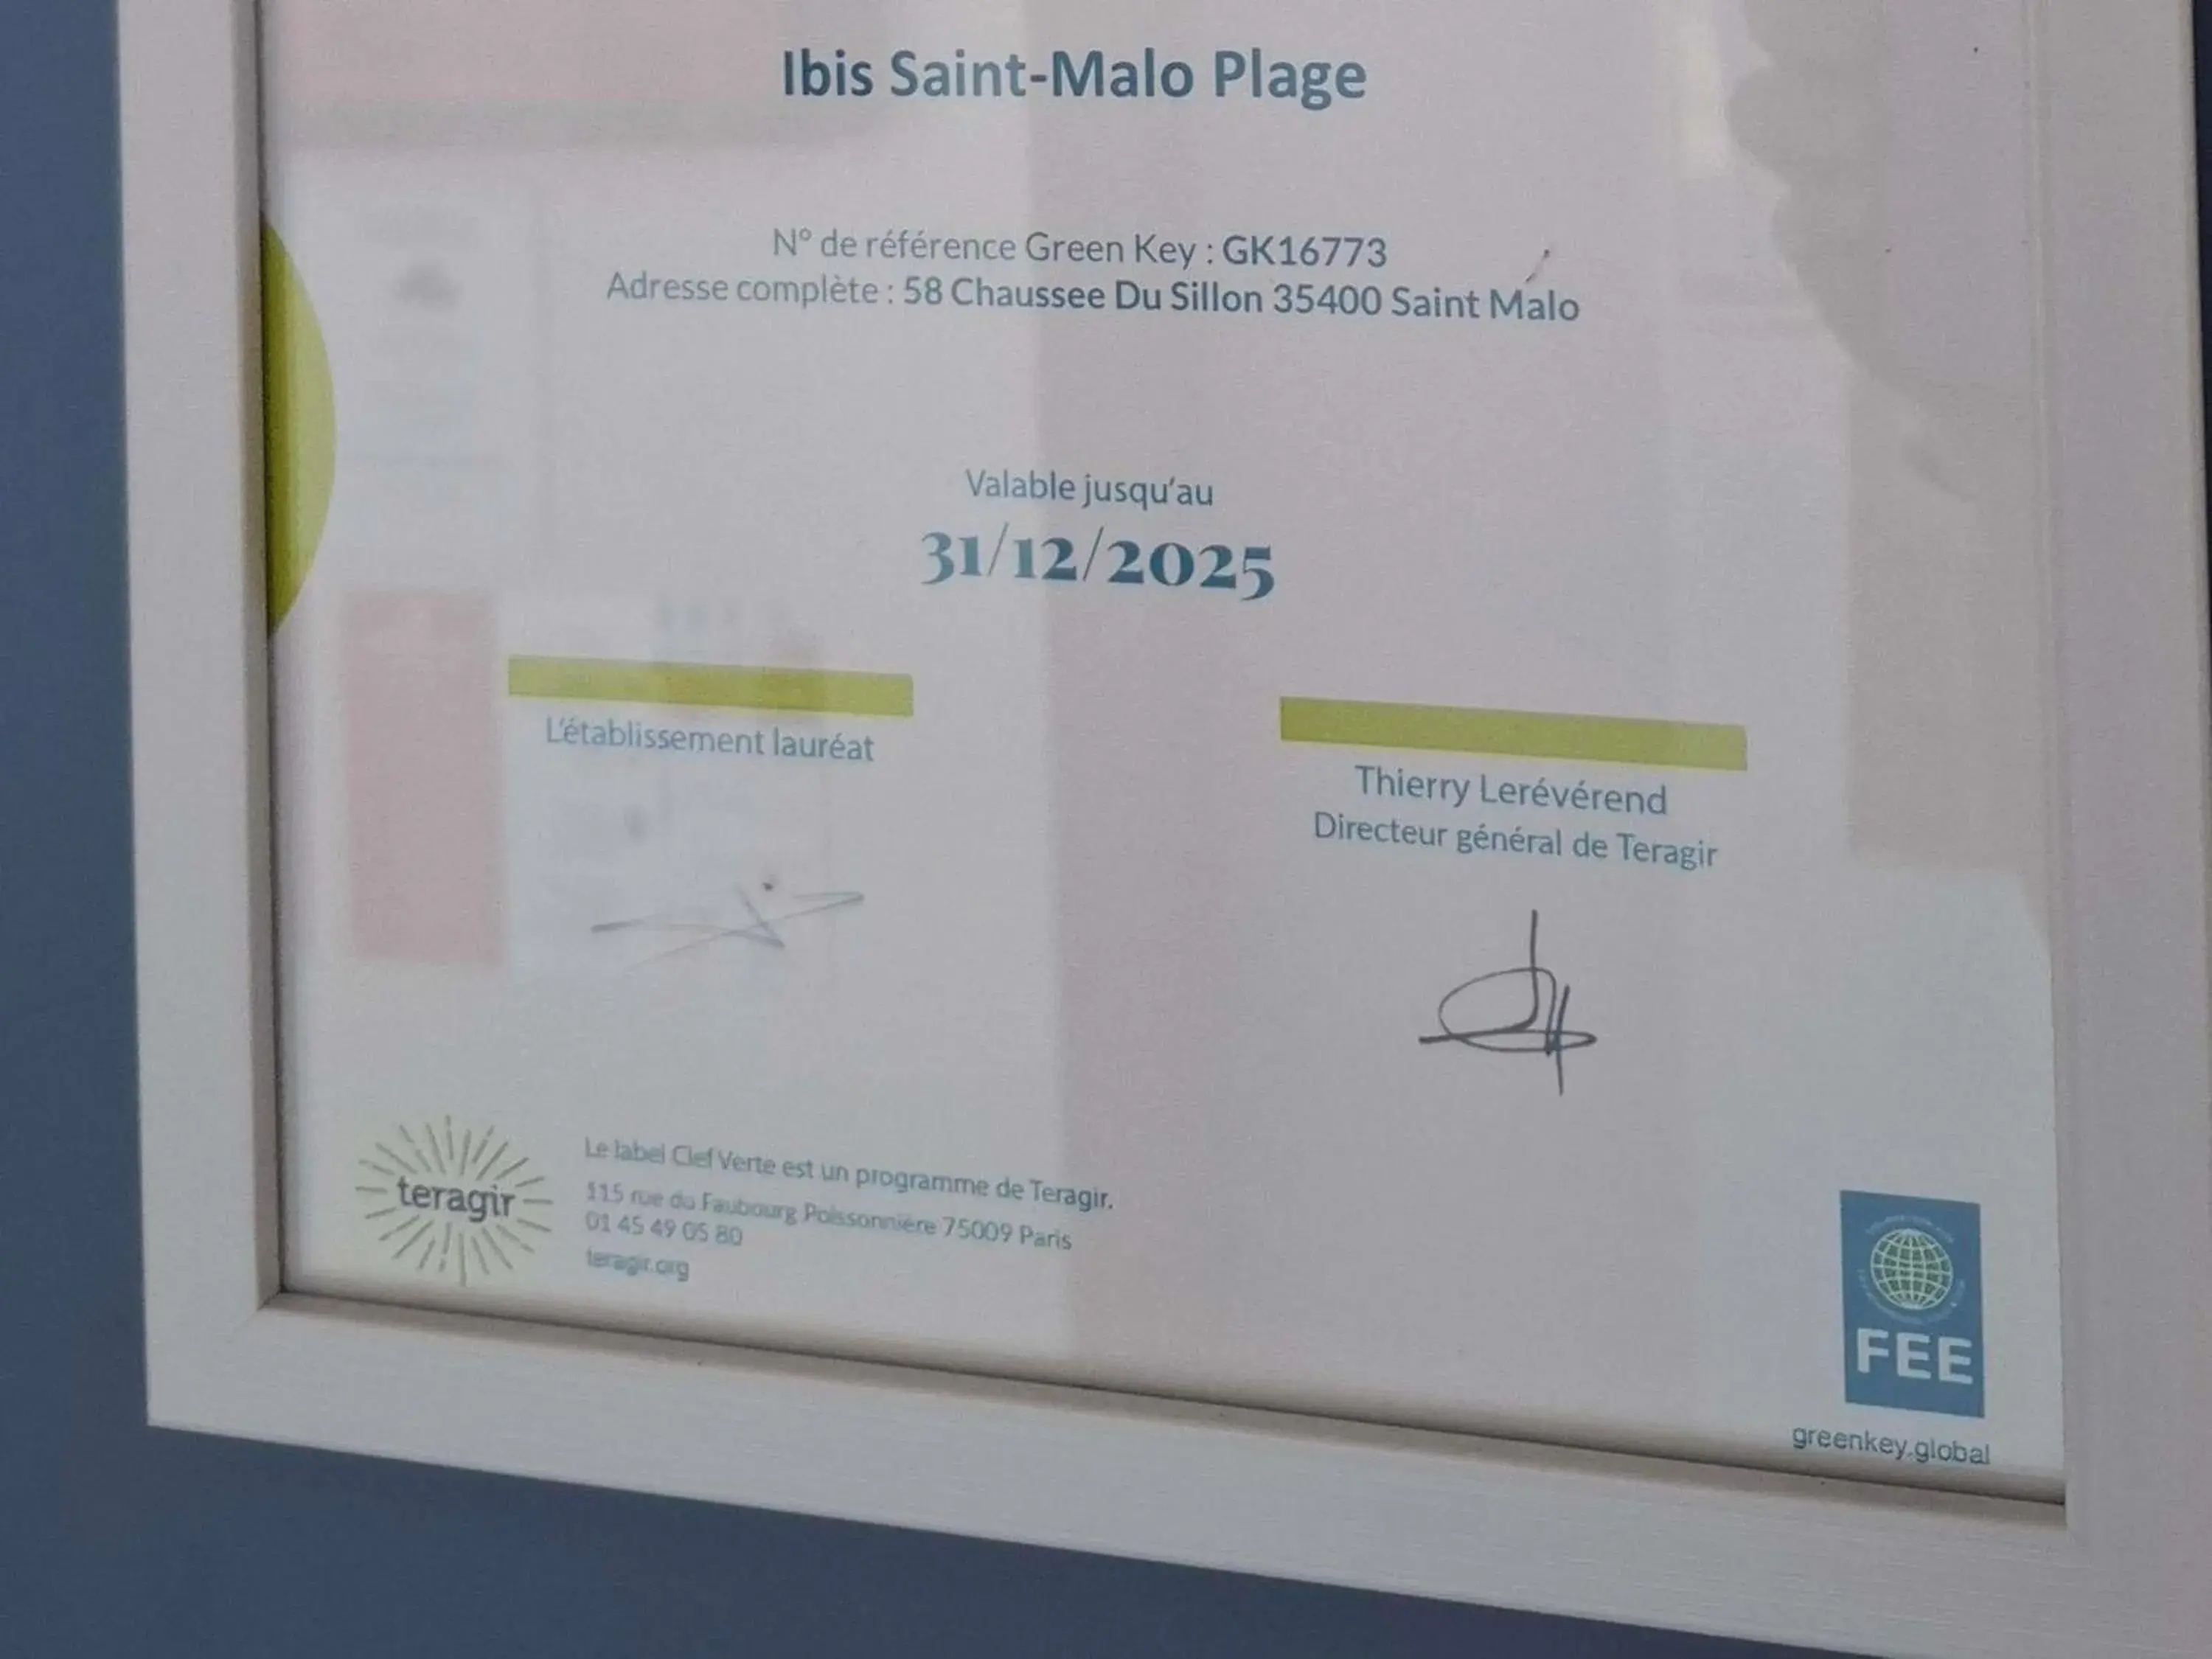 Ibis Saint-Malo Plage
N° de référence Green Key : GK16773
Adresse complète : 58 Chaussee Du Sillon 35400 Saint Malo
Valable jusqu'au
31/12/2025
L'établissement lauréat
Thierry Lerévérend
Directeur général de Teragir
teragir
Le label Clef Verte est un programme de Teragir.
115 rue du Faubourg Poissonnière 75009 Paris
01 45 49 05 80
teragir.org
FEE
greenkey.global